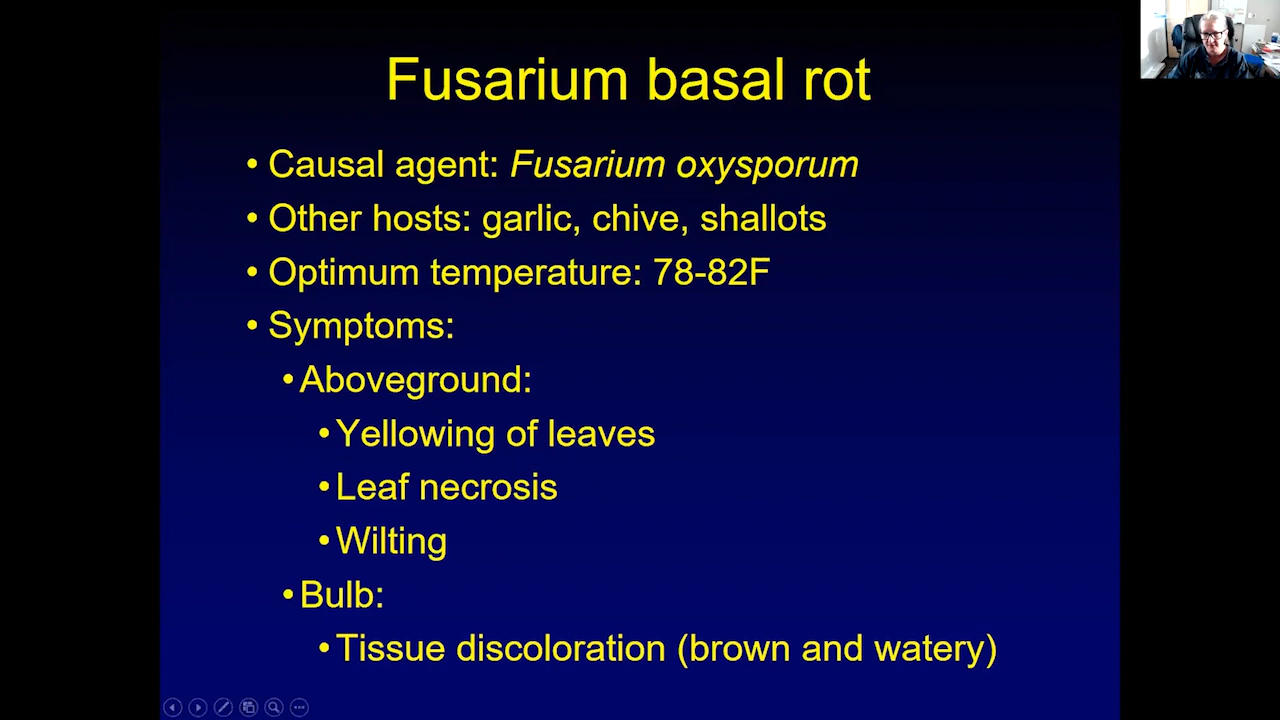 Fusarium basal rot
• Causal agent: Fusarium oxysporum
• Other hosts: garlic, chive, shallots
• Optimum temperature: 78-82F
• Symptoms:
• Aboveground:
• Yellowing of leaves
• Leaf necrosis
• Wilting
• Bulb:
• Tissue discoloration (brown and watery)